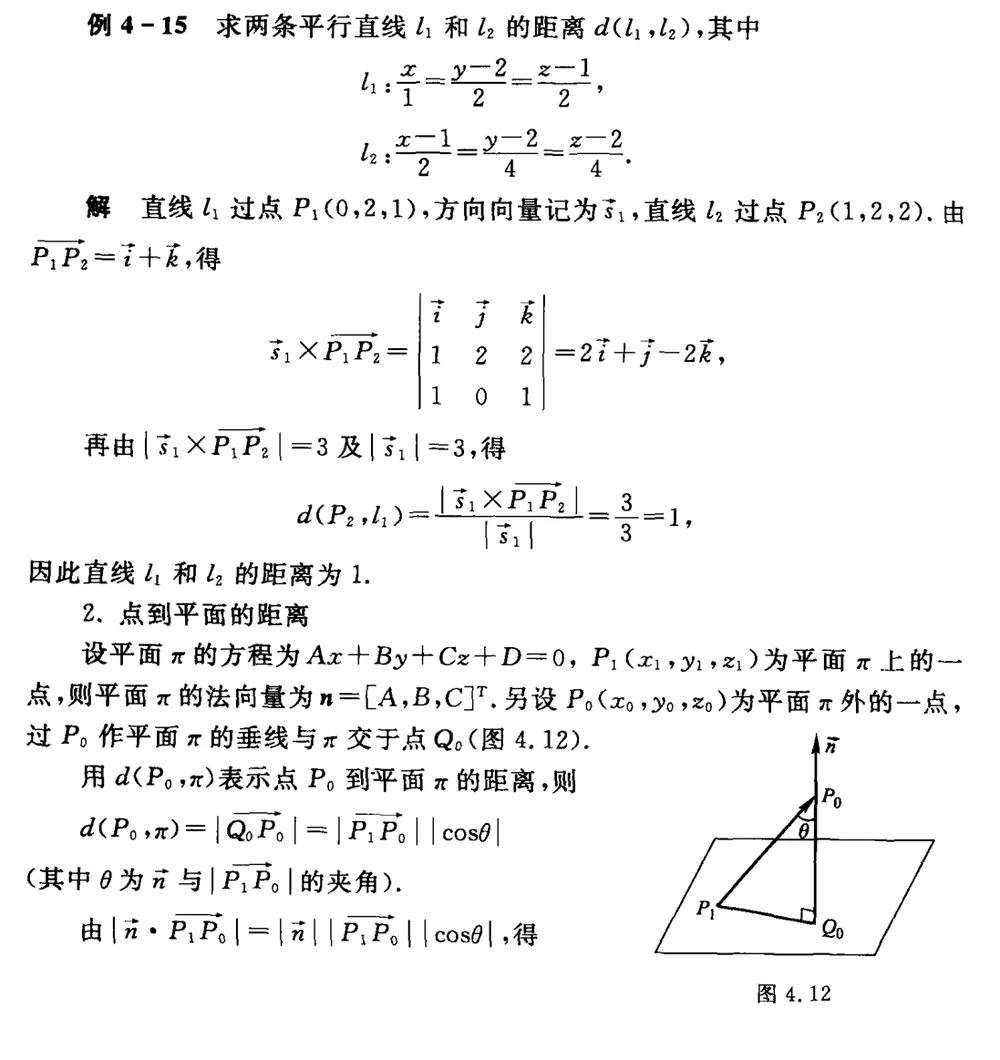 例 4-15 求两条平行直线 l₁ 和 l₂ 的距离 d(l₁,l₂),其中
l₁: x/1 = (y-2)/2 = (z-1)/2,
l₂: (x-1)/2 = (y-2)/4 = (z-2)/4.
解 直线 l₁ 过点 P₁(0,2,1),方向向量记为 s⃗₁,直线 l₂ 过点 P₂(1,2,2).由
P₁P₂⃗ = i⃗ + k⃗,得
s⃗₁×P₁P₂⃗ = | i⃗ j⃗ k⃗ |
| 1 2 2 | = 2i⃗ + j⃗ - 2k⃗,
| 1 0 1 |
再由 |s⃗₁×P₁P₂⃗| = 3 及 |s⃗₁| = 3,得
d(P₂,l₁) = |s⃗₁×P₁P₂⃗| / |s⃗₁| = 3/3 = 1,
因此直线 l₁ 和 l₂ 的距离为 1.
2. 点到平面的距离
设平面 π 的方程为 Ax+By+Cz+D=0, P₁(x₁,y₁,z₁)为平面 π 上的一
点,则平面 π 的法向量为 n=[A,B,C]ᵀ.另设 P₀(x₀,y₀,z₀)为平面 π 外的一点,
过 P₀ 作平面 π 的垂线与 π 交于点 Q₀(图 4.12).
用 d(P₀,π)表示点 P₀ 到平面 π 的距离,则
d(P₀,π) = |Q₀P₀⃗| = |P₁P₀⃗| |cosθ|
(其中 θ 为 n⃗ 与 |P₁P₀⃗| 的夹角).
由 |n⃗ · P₁P₀⃗| = |n⃗| |P₁P₀⃗| |cosθ|,得
n⃗
P₀
θ
P₁
Q₀
图 4.12